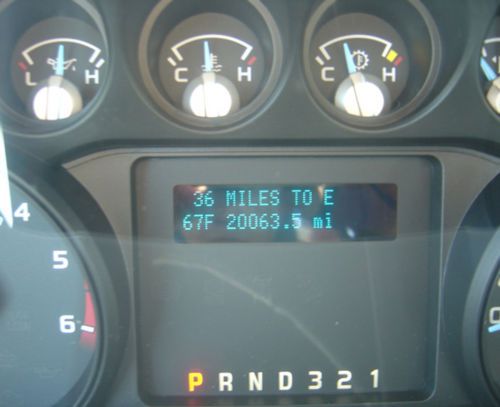 L H
C H
C H
36 MILES TO E
67F 20063.5 mi
4
5
6
P R N D 3 2 1